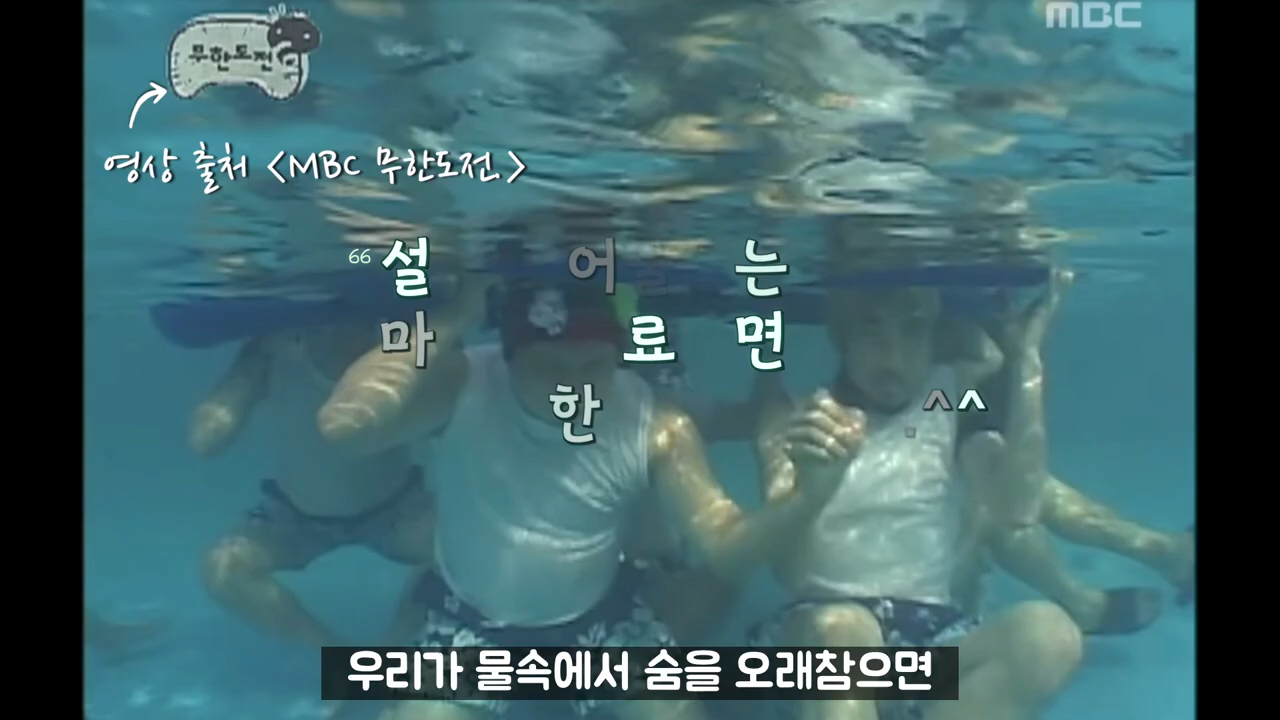 무한도전
MBC
영상 출처 <MBC 무한도전>
"설 어 는
마 료 면
한 ^^
우리가 물속에서 숨을 오래참으면